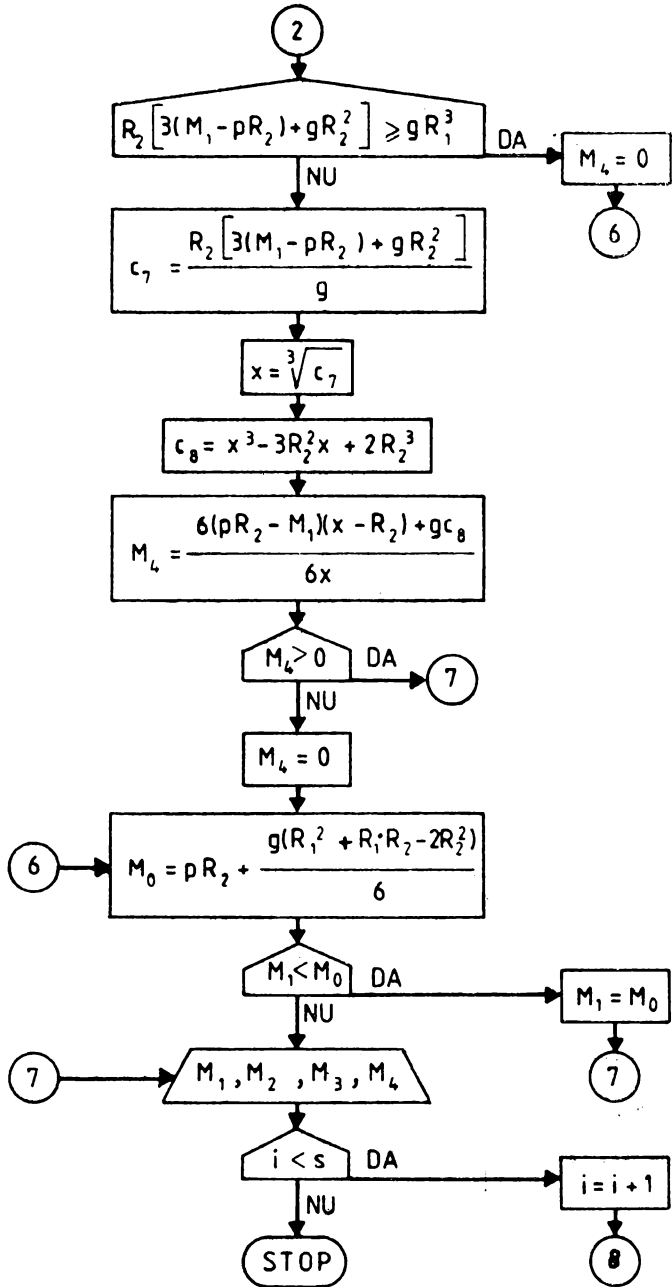 2
R₂[3(M₁-pR₂)+gR₂²] ⩾ gR₁³
DA
M₄ = 0
NU
6
c₇ = R₂[3(M₁-pR₂) + gR₂²] / g
x = ³√c₇
c₈ = x³-3R₂²x + 2R₂³
M₄ = 6(pR₂ - M₁)(x - R₂) + gc₈ / 6x
M₄ > 0
DA
7
NU
M₄ = 0
6
M₀ = pR₂ + g(R₁² + R₁·R₂ - 2R₂²) / 6
M₁ < M₀
DA
M₁ = M₀
NU
7
7
M₁, M₂, M₃, M₄
i < s
DA
i = i + 1
NU
STOP
8